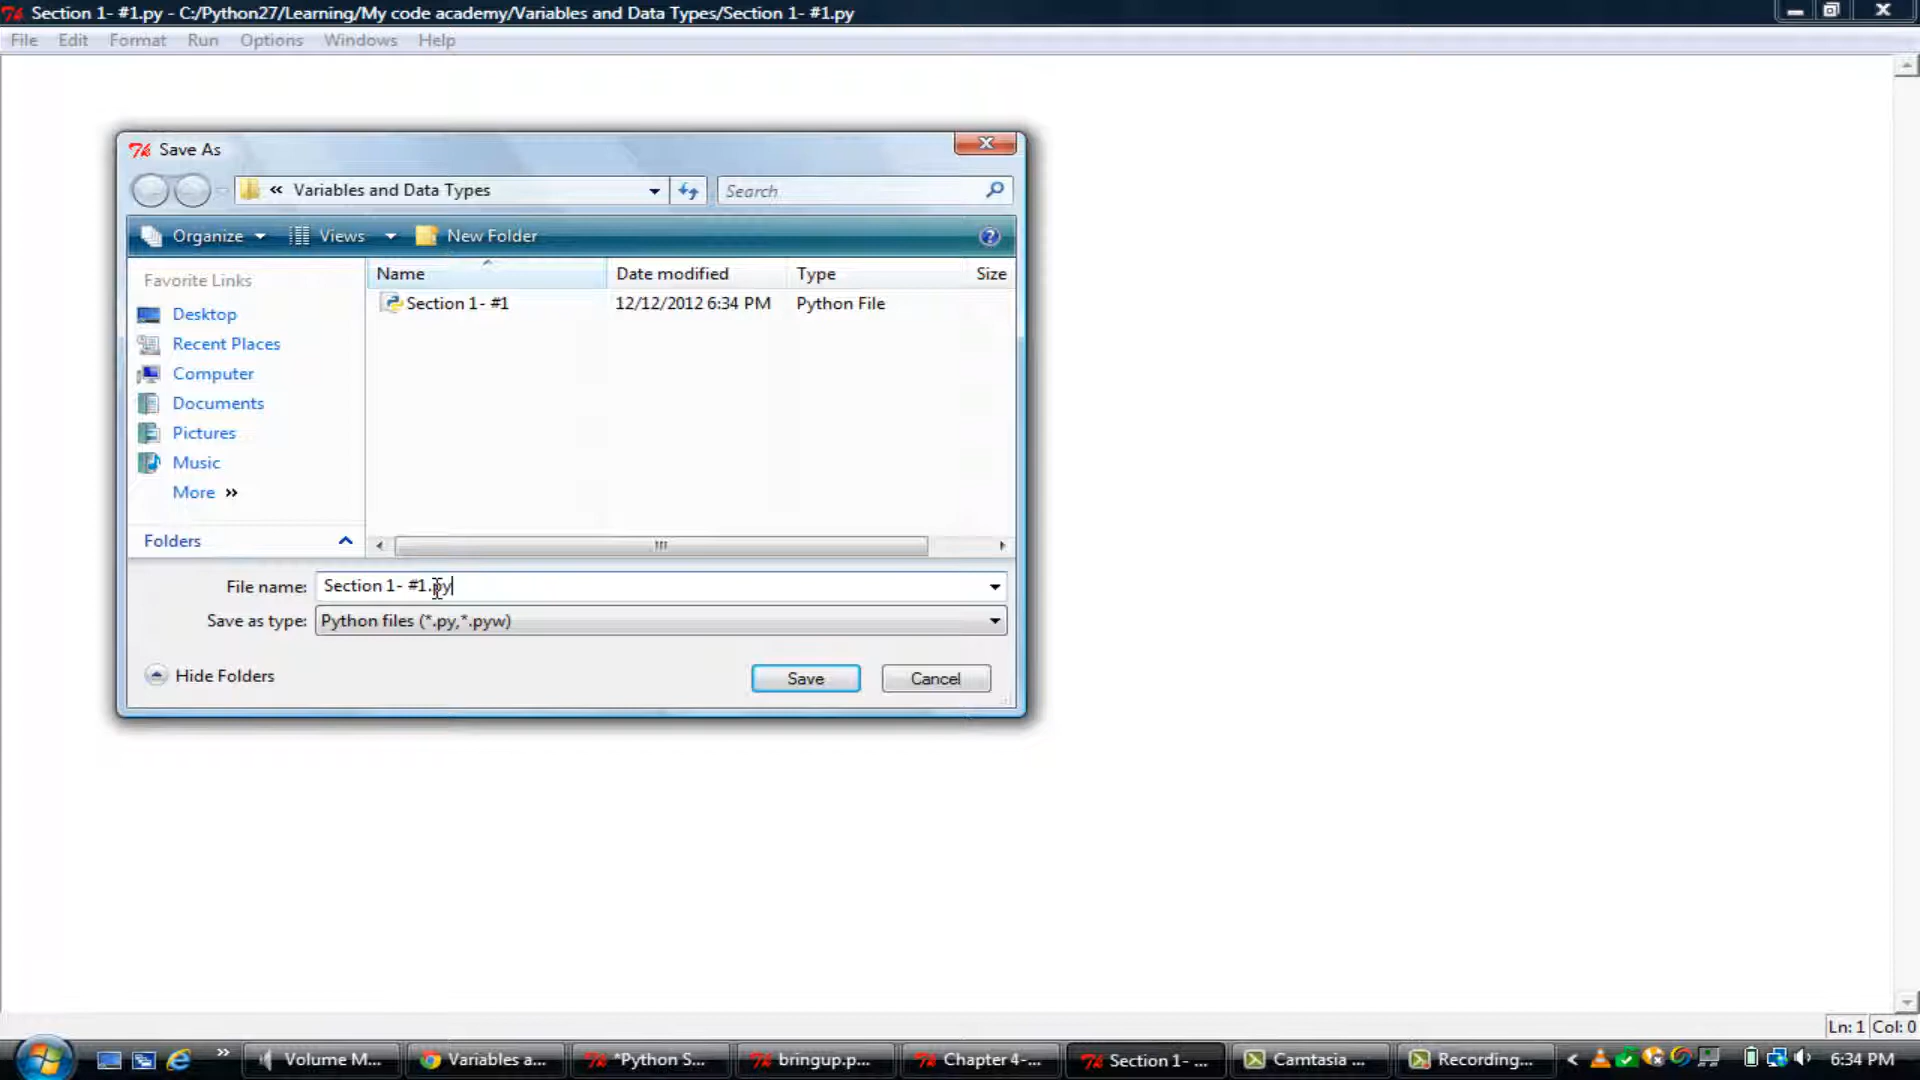 Section 1- #1.py - C:/Python27/Learning/My code academy/Variables and Data Types/Section 1- #1.py
File Edit Format Run Options Windows Help
Save As
Variables and Data Types
Search
Organize Views New Folder
Favorite Links
Desktop
Recent Places
Computer
Documents
Pictures
Music
More »
Folders
Name Date modified Type Size
Section 1- #1 12/12/2012 6:34 PM Python File
File name: Section 1- #1.py
Save as type: Python files (*.py,*.pyw)
Hide Folders
Save Cancel
Ln: 1 Col: 0
Volume M... Variables a... *Python S... bringup.p... Chapter 4-... Section 1- ... Camtasia ... Recording... 6:34 PM